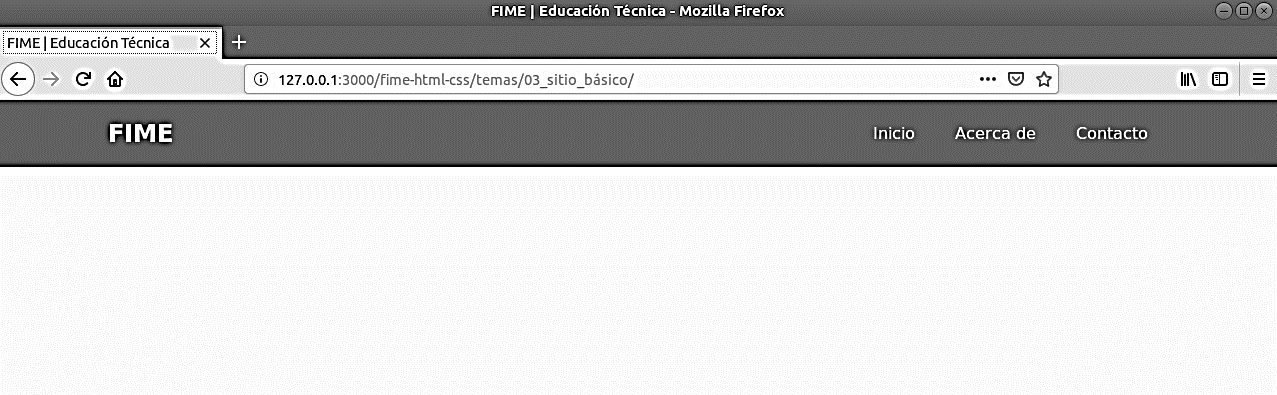 FIME | Educación Técnica - Mozilla Firefox
FIME | Educación Técnica
127.0.0.1:3000/fime-html-css/temas/03_sitio_básico/
FIME Inicio Acerca de Contacto